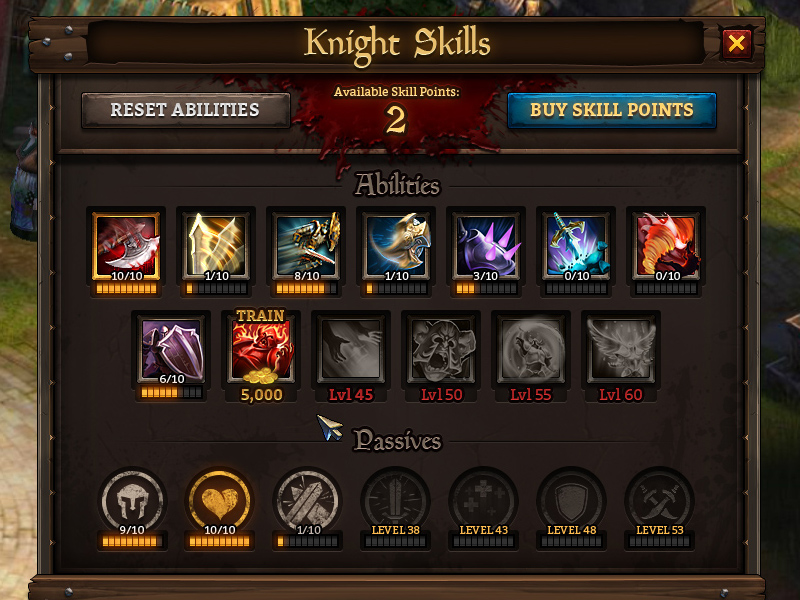 Knight Skills
RESET ABILITIES
Available Skill Points:
2
BUY SKILL POINTS
Abilities
10/10
1/10
8/10
1/10
3/10
0/10
0/10
6/10
TRAIN
5,000
Lvl 45
Lvl 50
Lvl 55
Lvl 60
Passives
9/10
10/10
1/10
LEVEL 38
LEVEL 43
LEVEL 48
LEVEL 53